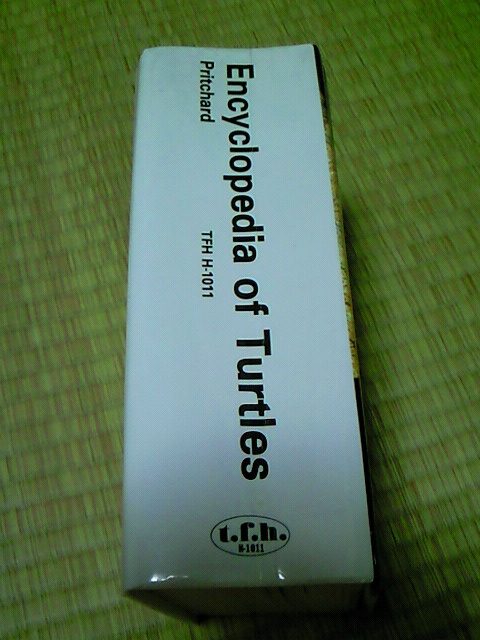 Encyclopedia of Turtles
Pritchard
TFH H-1011
t.f.h.
H-1011